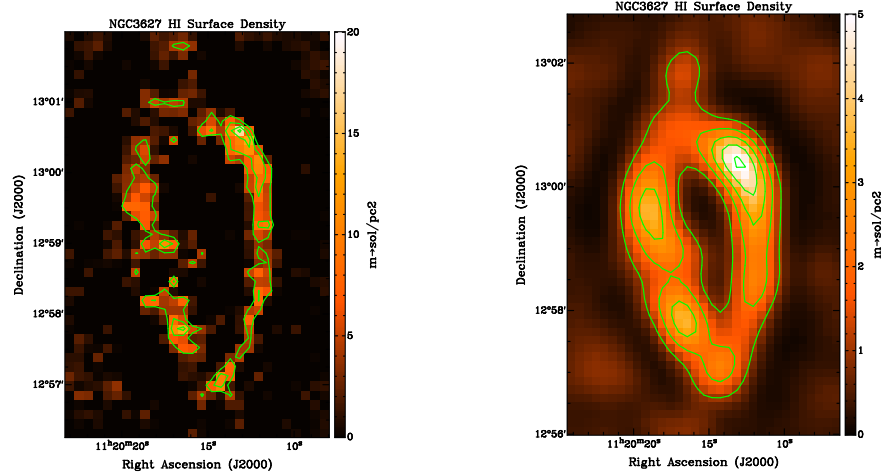 NGC3627 HI Surface Density
20
15
10
5
0
m→sol/pc2
13°01′
13°00′
12°59′
12°58′
12°57′
Declination (J2000)
11ʰ20ᵐ20ˢ
15ˢ
10ˢ
Right Ascension (J2000)
NGC3627 HI Surface Density
5
4
3
2
1
0
m→sol/pc2
13°02′
13°00′
12°58′
12°56′
Declination (J2000)
11ʰ20ᵐ20ˢ
15ˢ
10ˢ
Right Ascension (J2000)